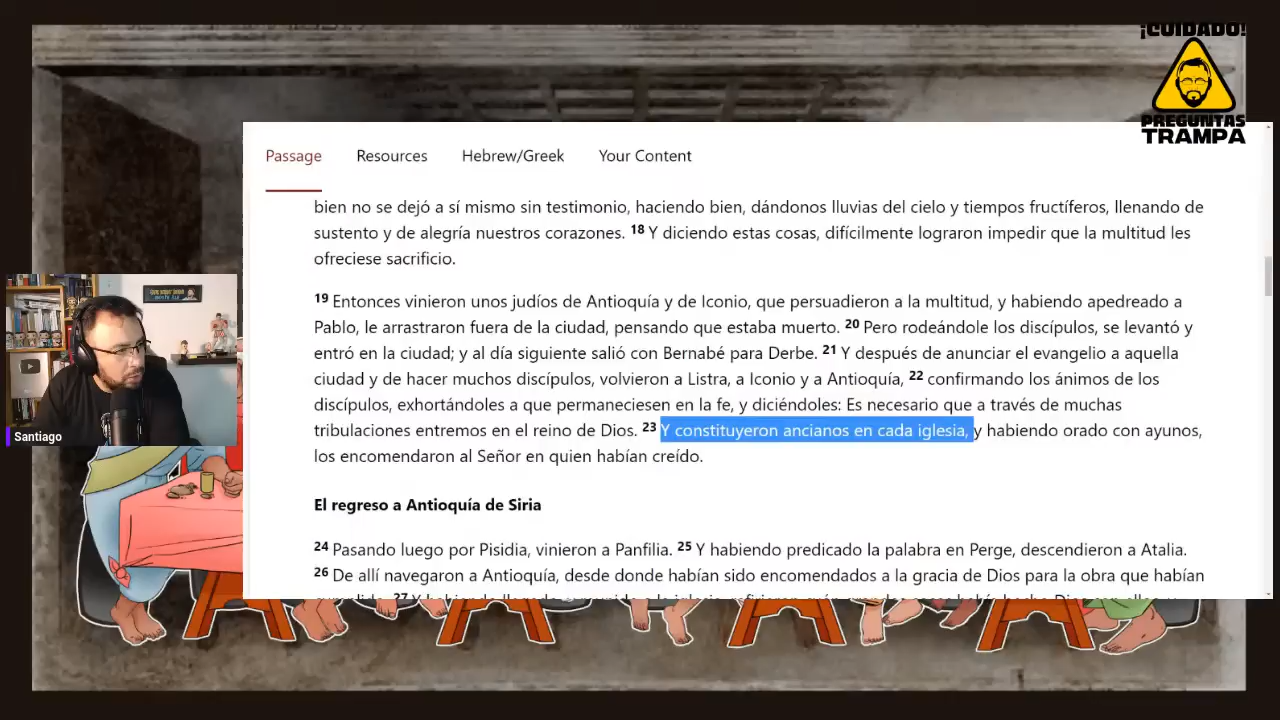 ¡CUIDADO!
PREGUNTAS
TRAMPA
Passage Resources Hebrew/Greek Your Content
bien no se dejó a sí mismo sin testimonio, haciendo bien, dándonos lluvias del cielo y tiempos fructíferos, llenando de
sustento y de alegría nuestros corazones. 18 Y diciendo estas cosas, difícilmente lograron impedir que la multitud les
ofreciese sacrificio.
19 Entonces vinieron unos judíos de Antioquía y de Iconio, que persuadieron a la multitud, y habiendo apedreado a
Pablo, le arrastraron fuera de la ciudad, pensando que estaba muerto. 20 Pero rodeándole los discípulos, se levantó y
entró en la ciudad; y al día siguiente salió con Bernabé para Derbe. 21 Y después de anunciar el evangelio a aquella
ciudad y de hacer muchos discípulos, volvieron a Listra, a Iconio y a Antioquía, 22 confirmando los ánimos de los
discípulos, exhortándoles a que permaneciesen en la fe, y diciéndoles: Es necesario que a través de muchas
tribulaciones entremos en el reino de Dios. 23 Y constituyeron ancianos en cada iglesia, y habiendo orado con ayunos,
los encomendaron al Señor en quien habían creído.
El regreso a Antioquía de Siria
24 Pasando luego por Pisidia, vinieron a Panfilia. 25 Y habiendo predicado la palabra en Perge, descendieron a Atalia.
26 De allí navegaron a Antioquía, desde donde habían sido encomendados a la gracia de Dios para la obra que habían
Santiago